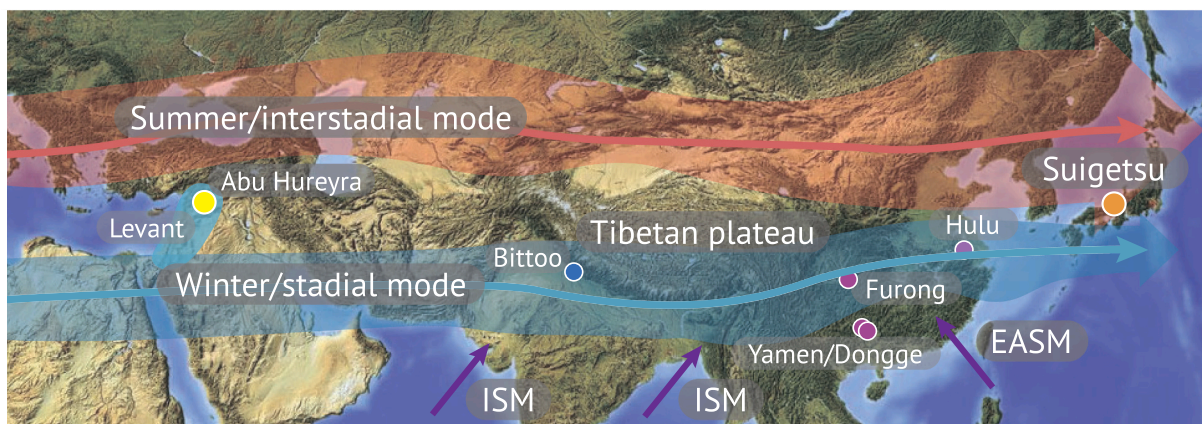 Summer/interstadial mode
Abu Hureyra
Levant
Suigetsu
Hulu
Tibetan plateau
Bittoo
Winter/stadial mode
Furong
Yamen/Dongge
EASM
ISM
ISM